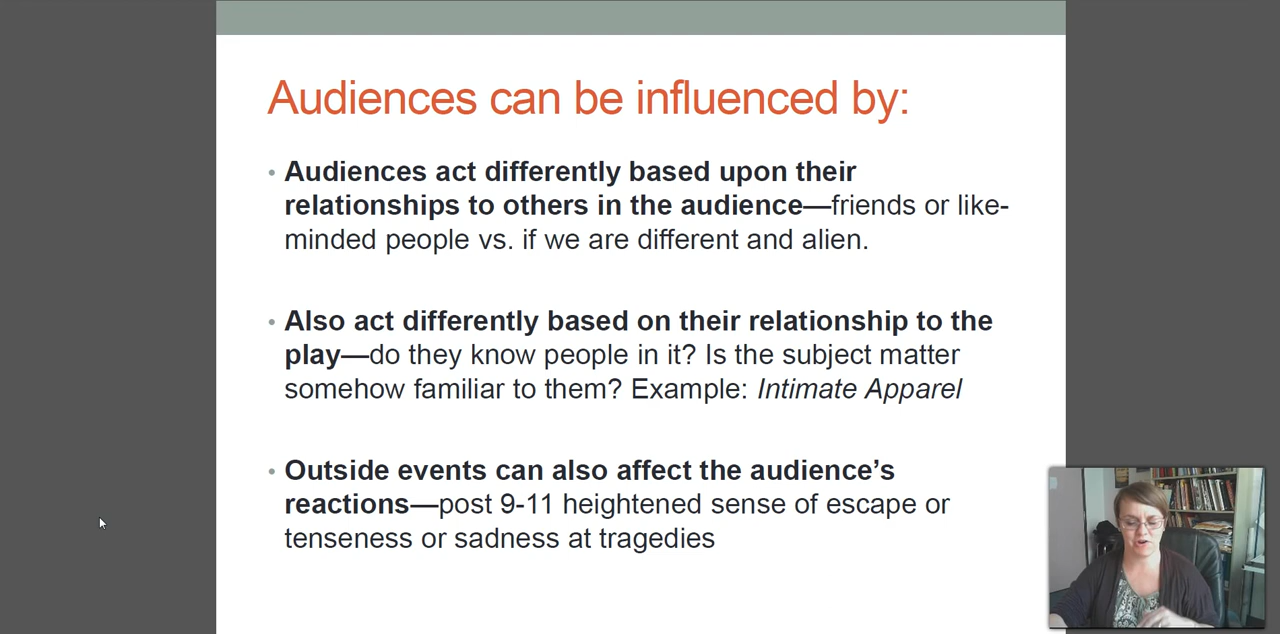 Audiences can be influenced by:
• Audiences act differently based upon their
relationships to others in the audience—friends or like-
minded people vs. if we are different and alien.
• Also act differently based on their relationship to the
play—do they know people in it? Is the subject matter
somehow familiar to them? Example: Intimate Apparel
• Outside events can also affect the audience’s
reactions—post 9-11 heightened sense of escape or
tenseness or sadness at tragedies